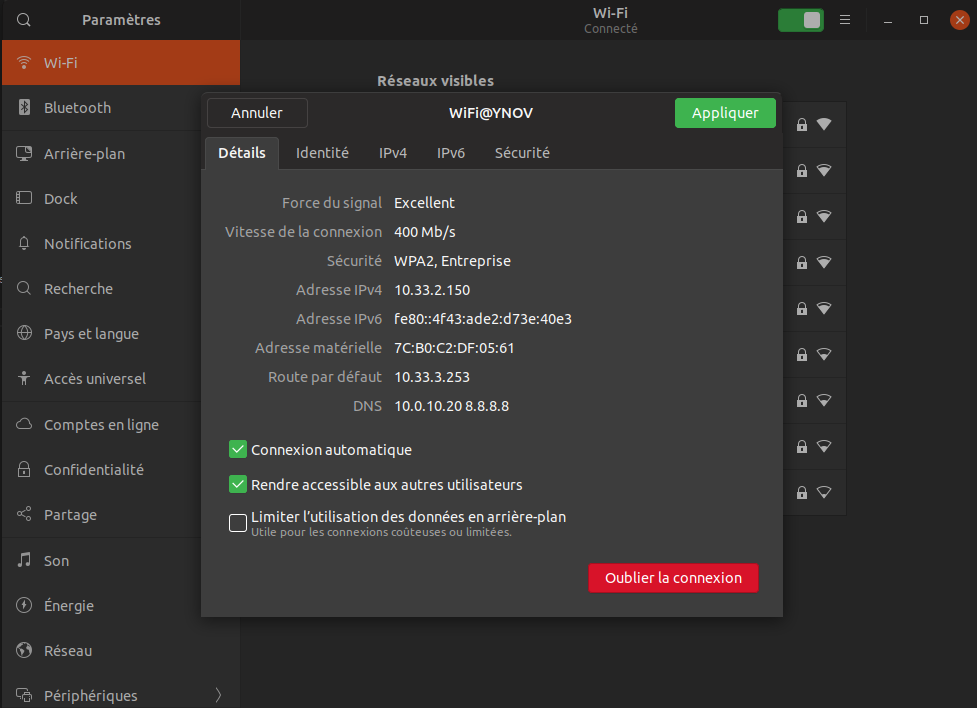 Paramètres
Wi-Fi
Connecté
Wi-Fi
Bluetooth
Arrière-plan
Dock
Notifications
Recherche
Pays et langue
Accès universel
Comptes en ligne
Confidentialité
Partage
Son
Énergie
Réseau
Périphériques
Réseaux visibles
Annuler
WiFi@YNOV
Appliquer
Détails Identité IPv4 IPv6 Sécurité
Force du signal Excellent
Vitesse de la connexion 400 Mb/s
Sécurité WPA2, Entreprise
Adresse IPv4 10.33.2.150
Adresse IPv6 fe80::4f43:ade2:d73e:40e3
Adresse matérielle 7C:B0:C2:DF:05:61
Route par défaut 10.33.3.253
DNS 10.0.10.20 8.8.8.8
Connexion automatique
Rendre accessible aux autres utilisateurs
Limiter l’utilisation des données en arrière-plan
Utile pour les connexions coûteuses ou limitées.
Oublier la connexion